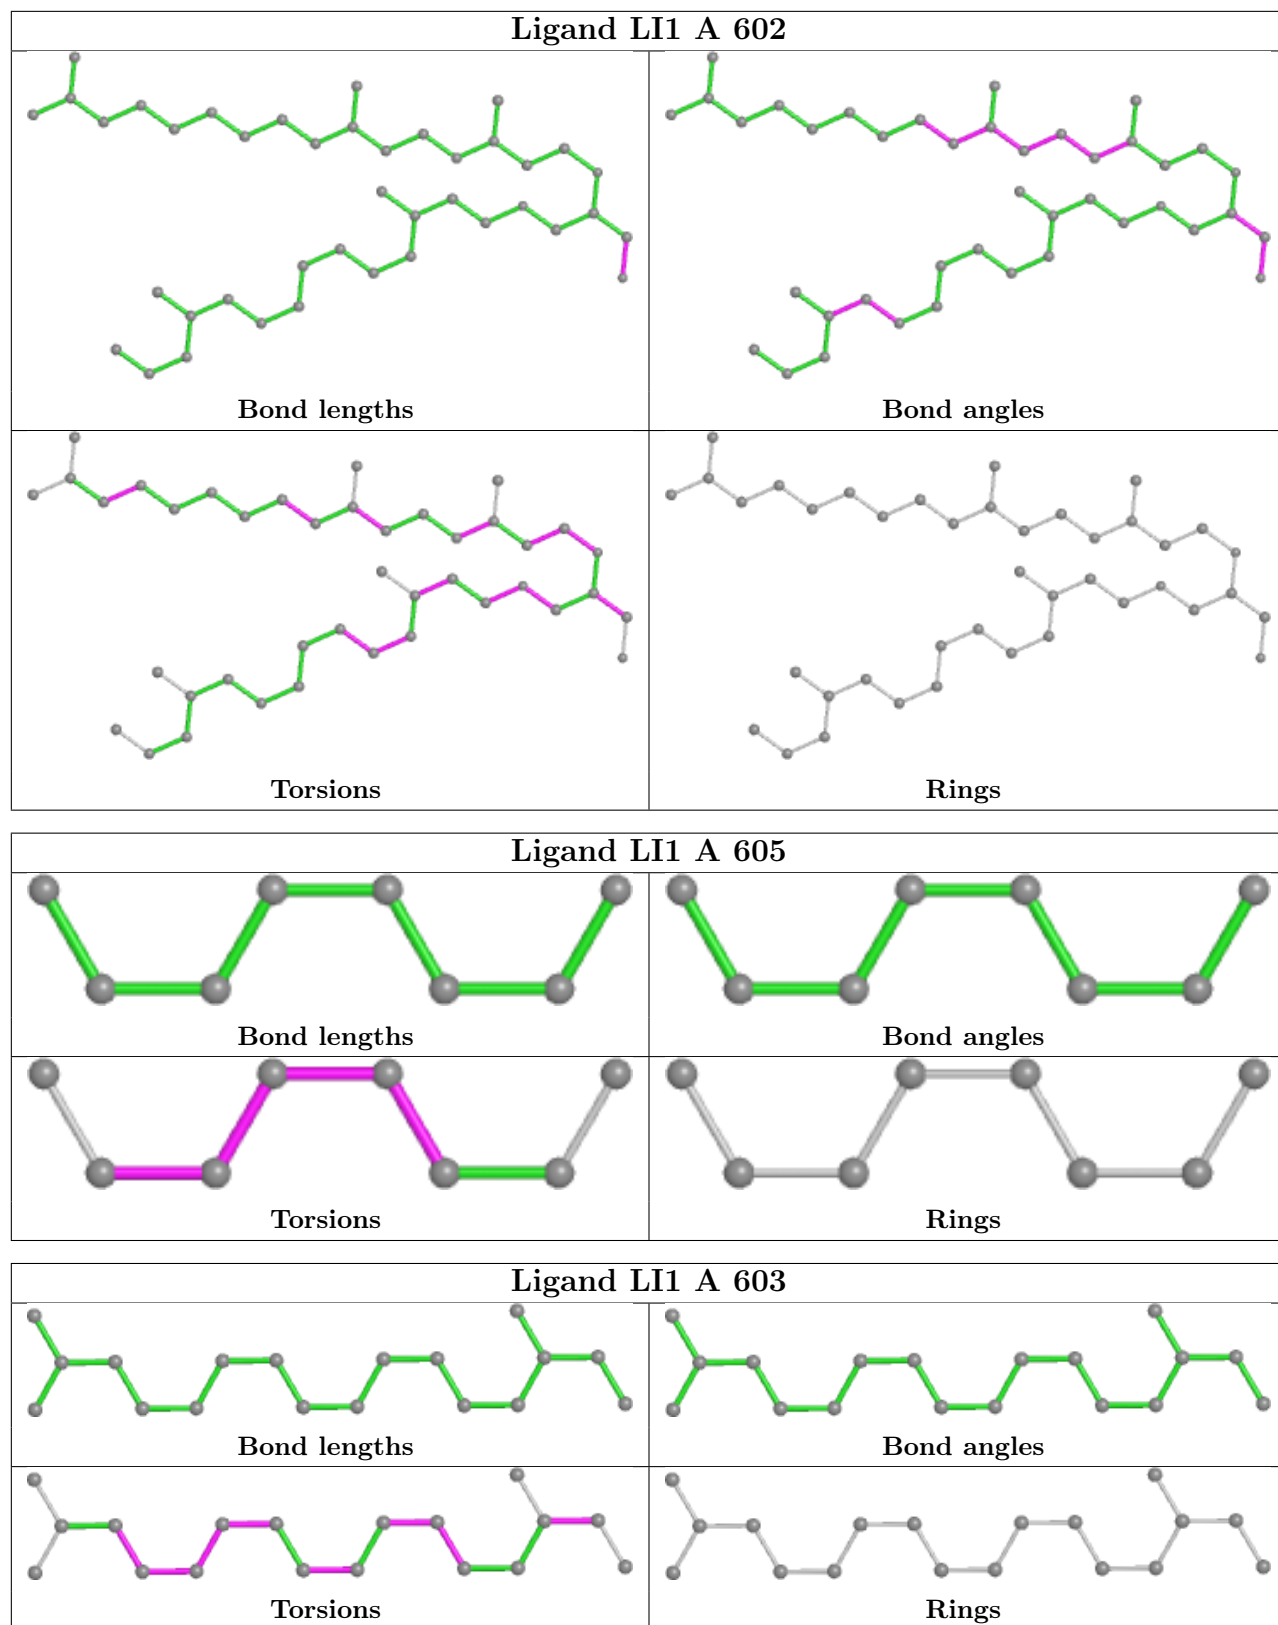 Ligand LI1 A 602
Bond lengths
Bond angles
Torsions
Rings
Ligand LI1 A 605
Bond lengths
Bond angles
Torsions
Rings
Ligand LI1 A 603
Bond lengths
Bond angles
Torsions
Rings